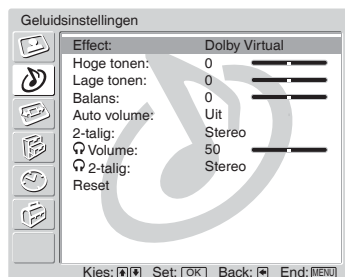 Geluidsinstellingen
Effect: Dolby Virtual
Hoge tonen: 0
Lage tonen: 0
Balans: 0
Auto volume: Uit
2-talig: Stereo
Volume: 50
2-talig: Stereo
Reset
Kies: Set: OK Back: End: MENU